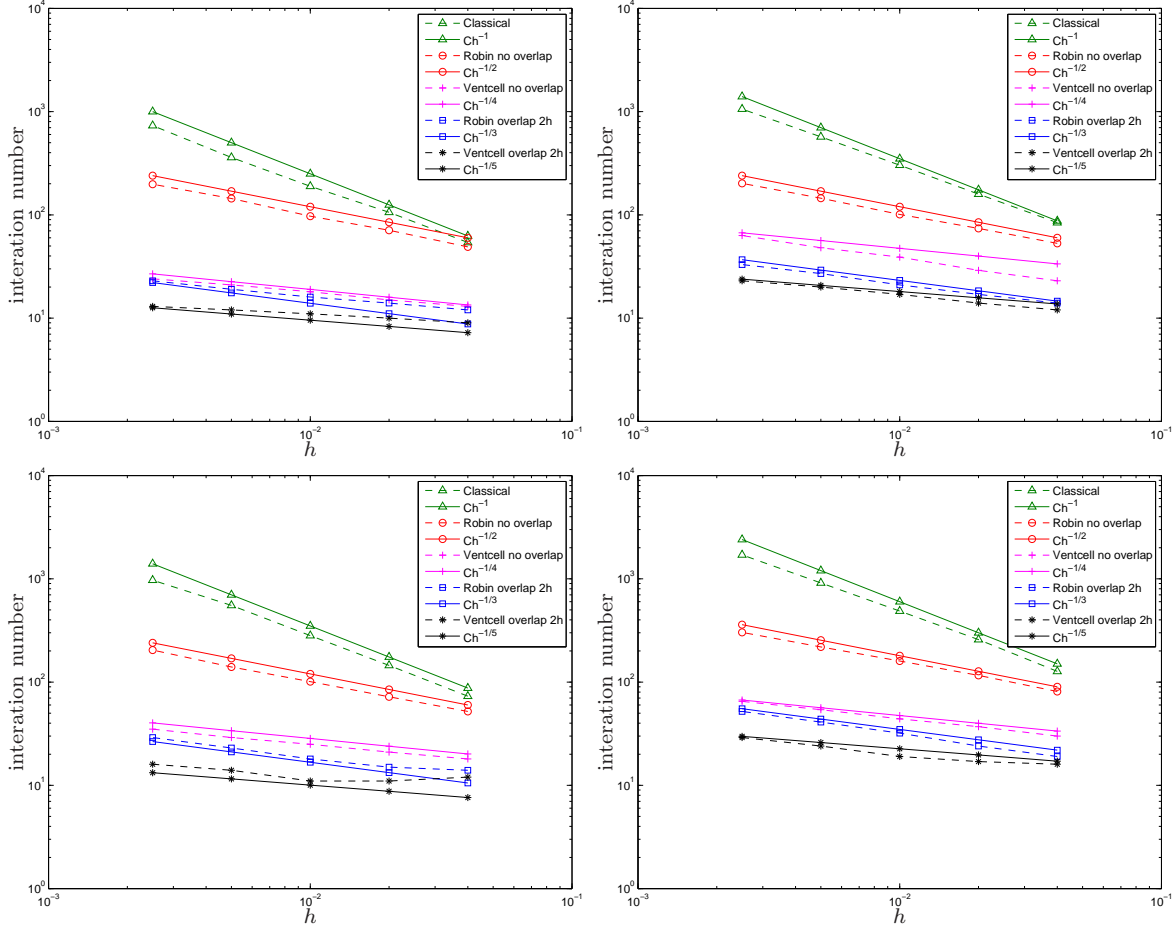 10^4
10^3
10^2
10^1
10^0
interation number
10^-3
10^-2
10^-1
h
Classical
Ch^-1
Robin no overlap
Ch^-1/2
Ventcell no overlap
Ch^-1/4
Robin overlap 2h
Ch^-1/3
Ventcell overlap 2h
Ch^-1/5
10^4
10^3
10^2
10^1
10^0
interation number
10^-3
10^-2
10^-1
h
Classical
Ch^-1
Robin no overlap
Ch^-1/2
Ventcell no overlap
Ch^-1/4
Robin overlap 2h
Ch^-1/3
Ventcell overlap 2h
Ch^-1/5
10^4
10^3
10^2
10^1
10^0
interation number
10^-3
10^-2
10^-1
h
Classical
Ch^-1
Robin no overlap
Ch^-1/2
Ventcell no overlap
Ch^-1/4
Robin overlap 2h
Ch^-1/3
Ventcell overlap 2h
Ch^-1/5
10^4
10^3
10^2
10^1
10^0
interation number
10^-3
10^-2
10^-1
h
Classical
Ch^-1
Robin no overlap
Ch^-1/2
Ventcell no overlap
Ch^-1/4
Robin overlap 2h
Ch^-1/3
Ventcell overlap 2h
Ch^-1/5